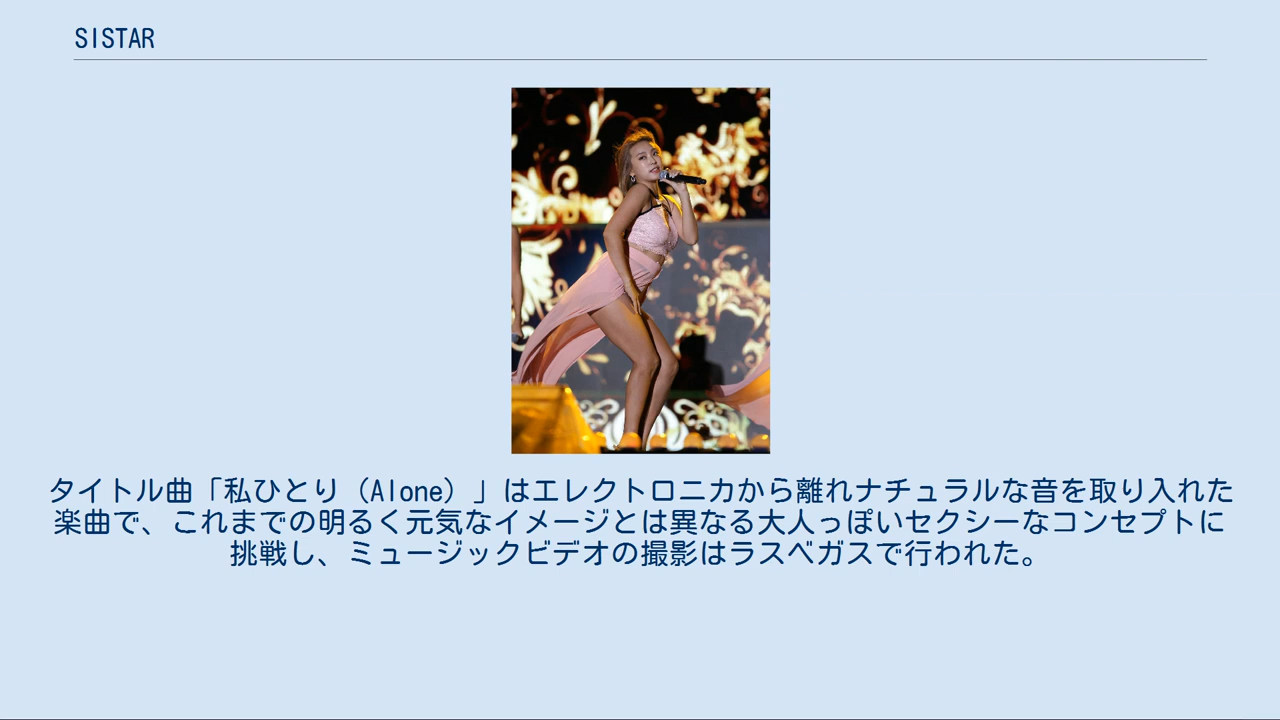 SISTAR
タイトル曲「私ひとり（Alone）」はエレクトロニカから離れナチュラルな音を取り入れた
楽曲で、これまでの明るく元気なイメージとは異なる大人っぽいセクシーなコンセプトに
挑戦し、ミュージックビデオの撮影はラスベガスで行われた。